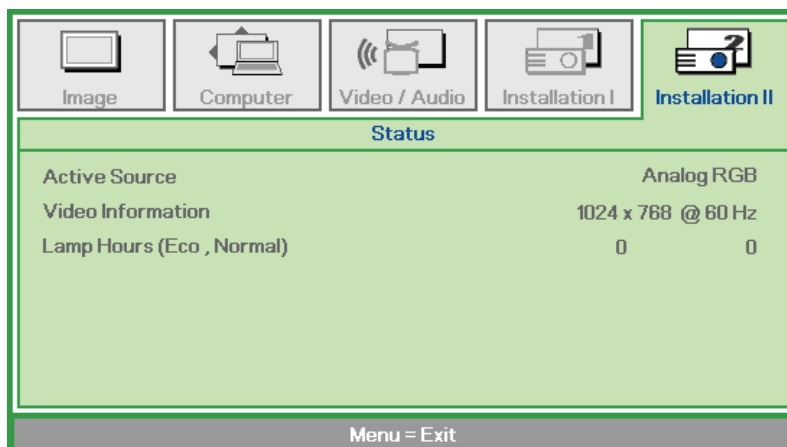 Image
Computer
Video / Audio
Installation I
Installation II
Status
Active Source Analog RGB
Video Information 1024 x 768 @ 60 Hz
Lamp Hours (Eco , Normal) 0 0
Menu = Exit